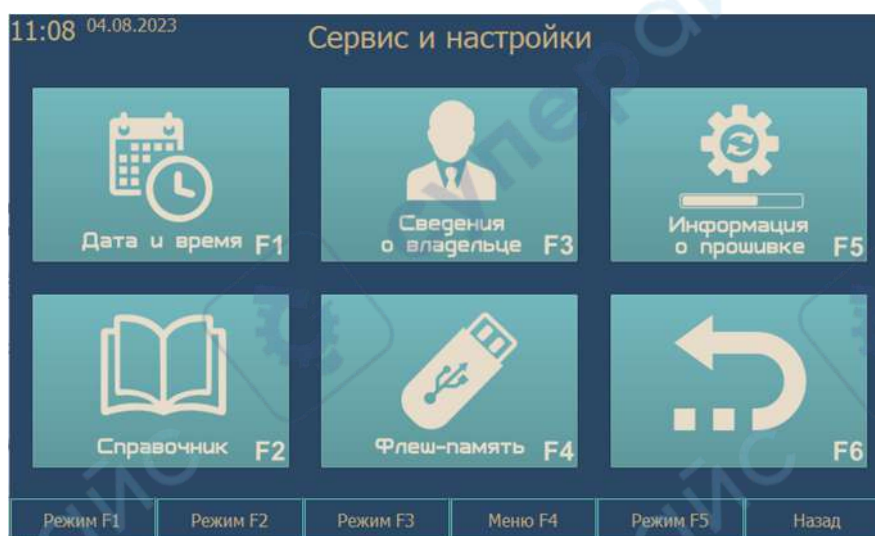 11:08 04.08.2023
Сервис и настройки
Дата и время F1
Сведения
о владельце F3
Информация
о прошивке F5
Справочник F2
Флеш-память F4
F6
Режим F1
Режим F2
Режим F3
Меню F4
Режим F5
Назад